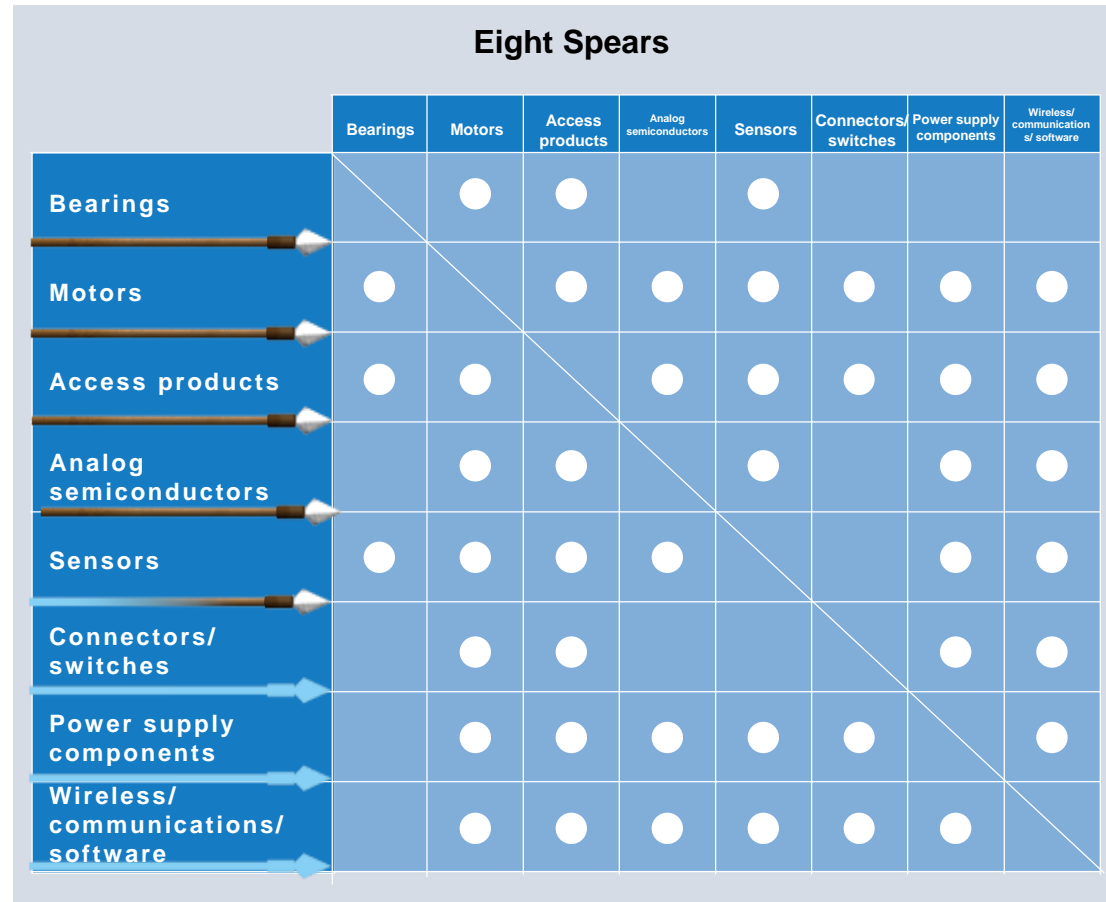 Eight Spears
Bearings
Motors
Access
products
Analog
semiconductors
Sensors
Connectors/
switches
Power supply
components
Wireless/
communication
s/ software
Bearings
Motors
Access products
Analog
semiconductors
Sensors
Connectors/
switches
Power supply
components
Wireless/
communications/
software